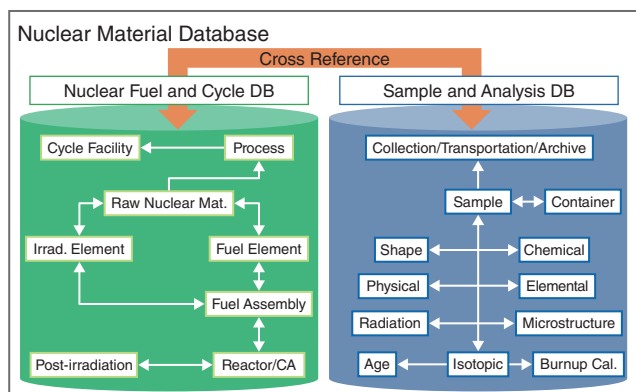 Nuclear Material Database
Cross Reference
Nuclear Fuel and Cycle DB
Sample and Analysis DB
Cycle Facility
Process
Raw Nuclear Mat.
Irrad. Element
Fuel Element
Fuel Assembly
Post-irradiation
Reactor/CA
Collection/Transportation/Archive
Sample
Container
Shape
Chemical
Physical
Elemental
Radiation
Microstructure
Age
Isotopic
Burnup Cal.